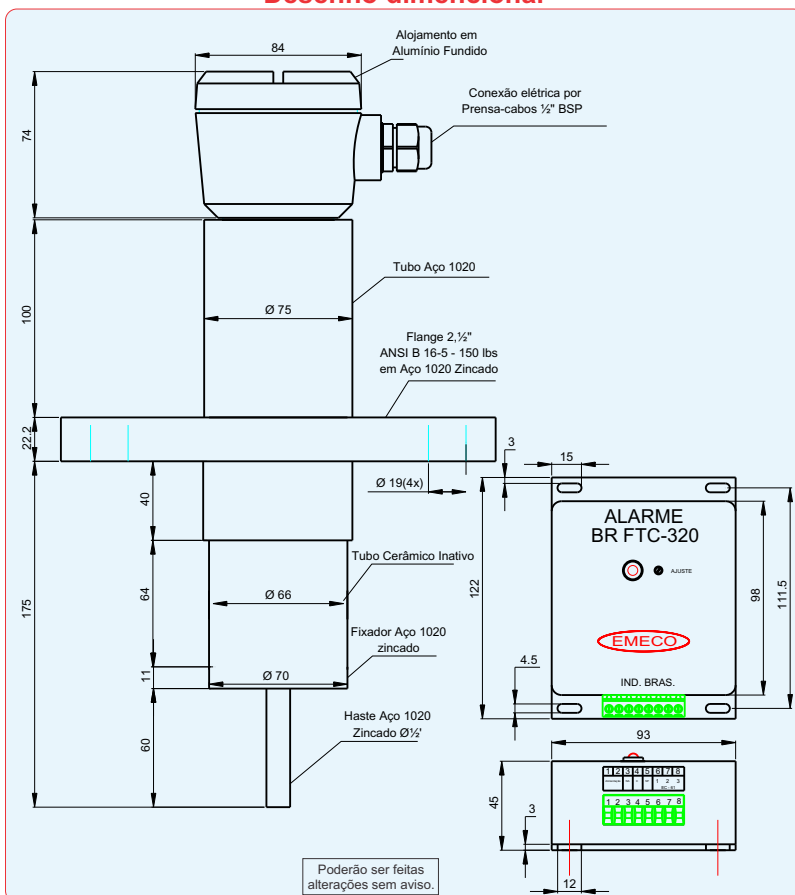 Desenho dimencional
84
Alojamento em
Alumínio Fundido
Conexão elétrica por
Prensa-cabos ½" BSP
74
Tubo Aço 1020
100
Ø 75
Flange 2,½"
ANSI B 16-5 - 150 lbs
em Aço 1020 Zincado
22.2
3
15
Ø 19(4x)
40
ALARME
BR FTC-320
AJUSTE
Tubo Cerâmico Inativo
64
Ø 66
175
122
98
111.5
Fixador Aço 1020
zincado
EMECO
11
Ø 70
4.5
IND. BRAS.
Haste Aço 1020
Zincado Ø½'
60
93
1 2 3 4 5 6 7 8
1 2 3
1 2 3 4 5 6 7 8
45
3
12
Poderão ser feitas
alterações sem aviso.